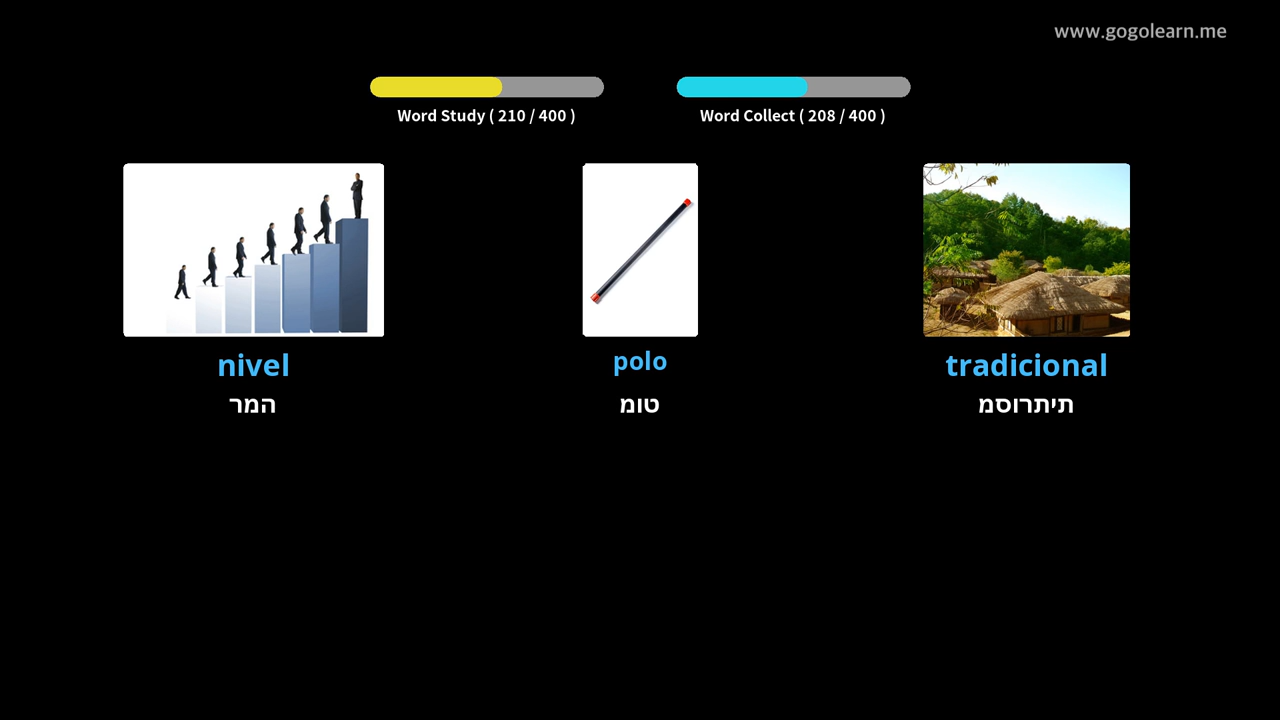 www.gogolearn.me
Word Study ( 210 / 400 )
Word Collect ( 208 / 400 )
nivel
המר
polo
טומ
tradicional
תיתרוסמ